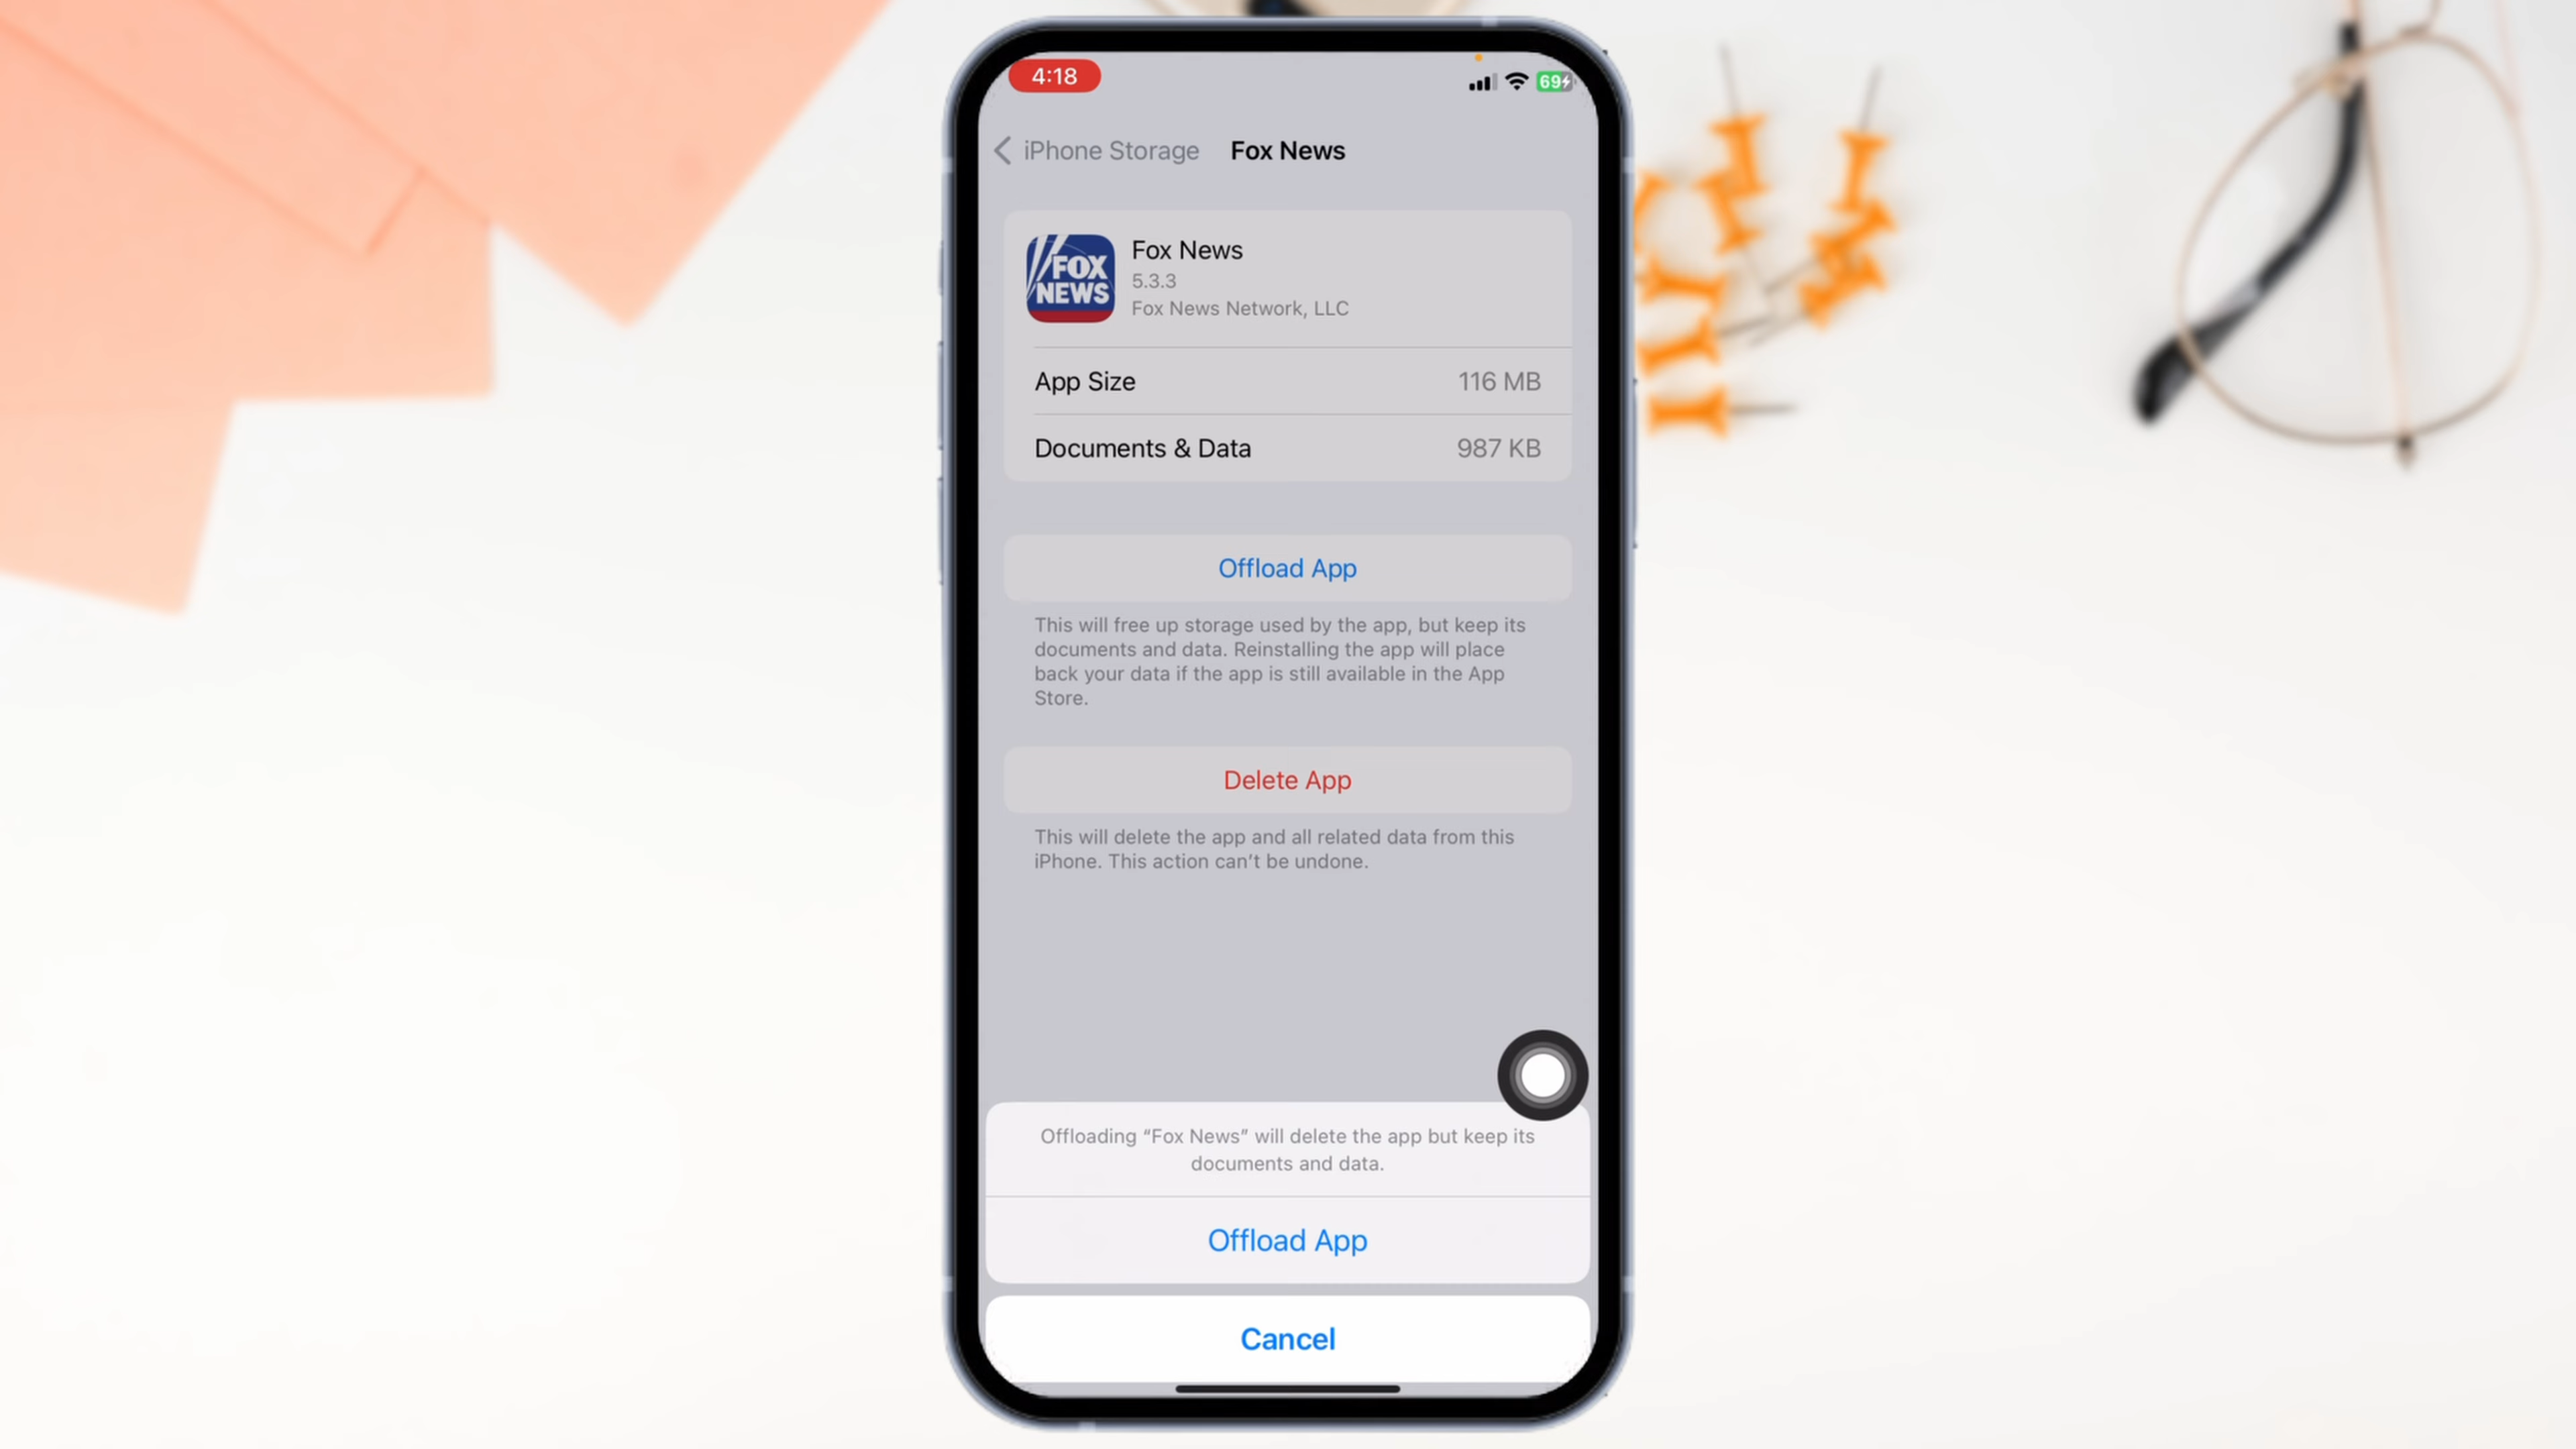 4:18
69
iPhone Storage
Fox News
FOX
NEWS
Fox News
5.3.3
Fox News Network, LLC
App Size
116 MB
Documents & Data
987 KB
Offload App
This will free up storage used by the app, but keep its
documents and data. Reinstalling the app will place
back your data if the app is still available in the App
Store.
Delete App
This will delete the app and all related data from this
iPhone. This action can’t be undone.
Offloading “Fox News” will delete the app but keep its
documents and data.
Offload App
Cancel